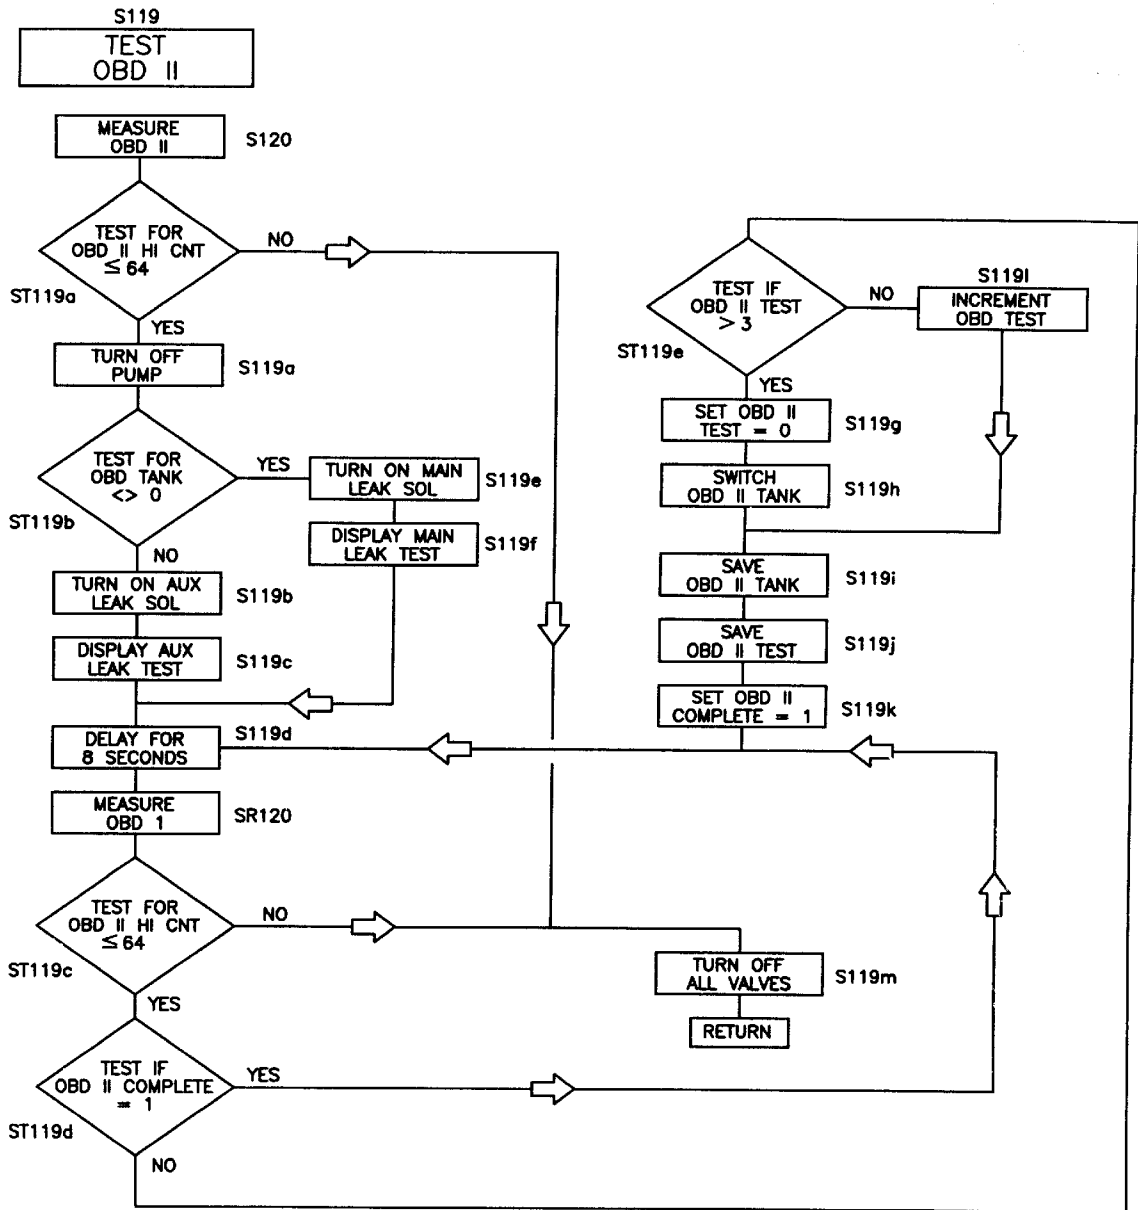 S119
TEST
OBD II
MEASURE
OBD II
S120
TEST FOR
OBD II HI CNT
≤ 64
NO
ST119a
YES
TURN OFF
PUMP
S119a
TEST FOR
OBD TANK
<> 0
YES
ST119b
NO
TURN ON MAIN
LEAK SOL
S119e
DISPLAY MAIN
LEAK TEST
S119f
TURN ON AUX
LEAK SOL
S119b
DISPLAY AUX
LEAK TEST
S119c
DELAY FOR
8 SECONDS
S119d
MEASURE
OBD 1
SR120
TEST FOR
OBD II HI CNT
≤ 64
NO
ST119c
YES
TEST IF
OBD II COMPLETE
= 1
YES
ST119d
NO
TEST IF
OBD II TEST
> 3
NO
ST119e
YES
S119l
INCREMENT
OBD TEST
SET OBD II
TEST = 0
S119g
SWITCH
OBD II TANK
S119h
SAVE
OBD II TANK
S119i
SAVE
OBD II TEST
S119j
SET OBD II
COMPLETE = 1
S119k
TURN OFF
ALL VALVES
S119m
RETURN